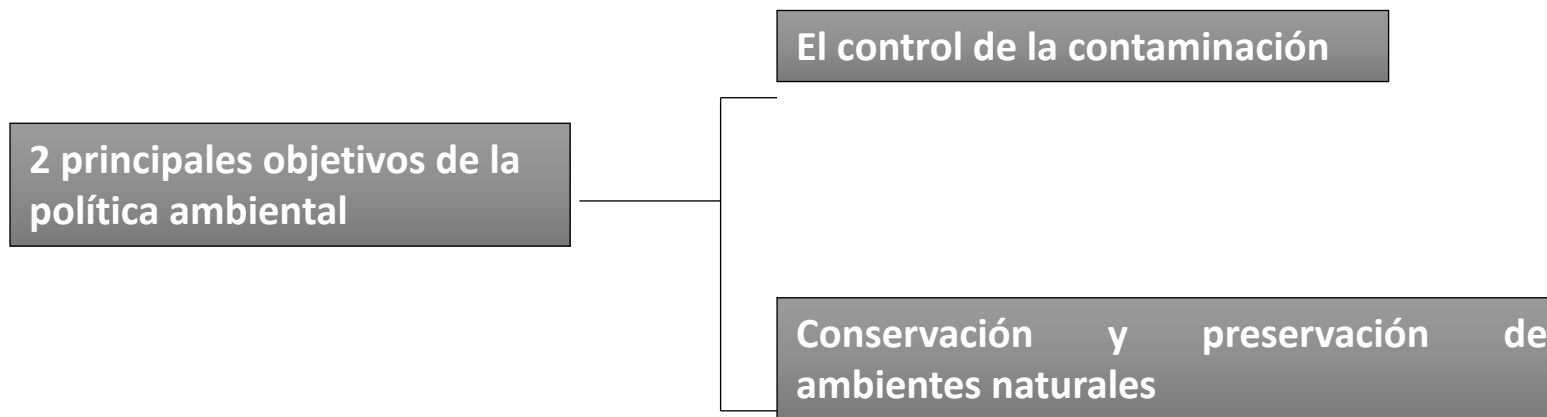 El control de la contaminación
2 principales objetivos de la
política ambiental
Conservación y preservación de
ambientes naturales